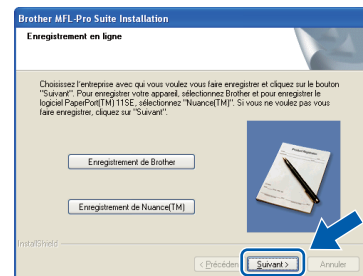 Brother MFL-Pro Suite Installation
Enregistrement en ligne
Choisissez l'entreprise avec qui vous voulez vous faire enregistrer et cliquez sur le bouton
"Suivant". Pour enregistrer votre appareil, sélectionnez Brother et pour enregistrer le
logiciel PaperPort(TM) 11SE, sélectionnez "Nuance(TM)". Si vous ne voulez pas vous
faire enregistrer, cliquez sur "Suivant".
Enregistrement de Brother
Enregistrement de Nuance(TM)
InstallShield
< Précéden
Suivant >
Annuler